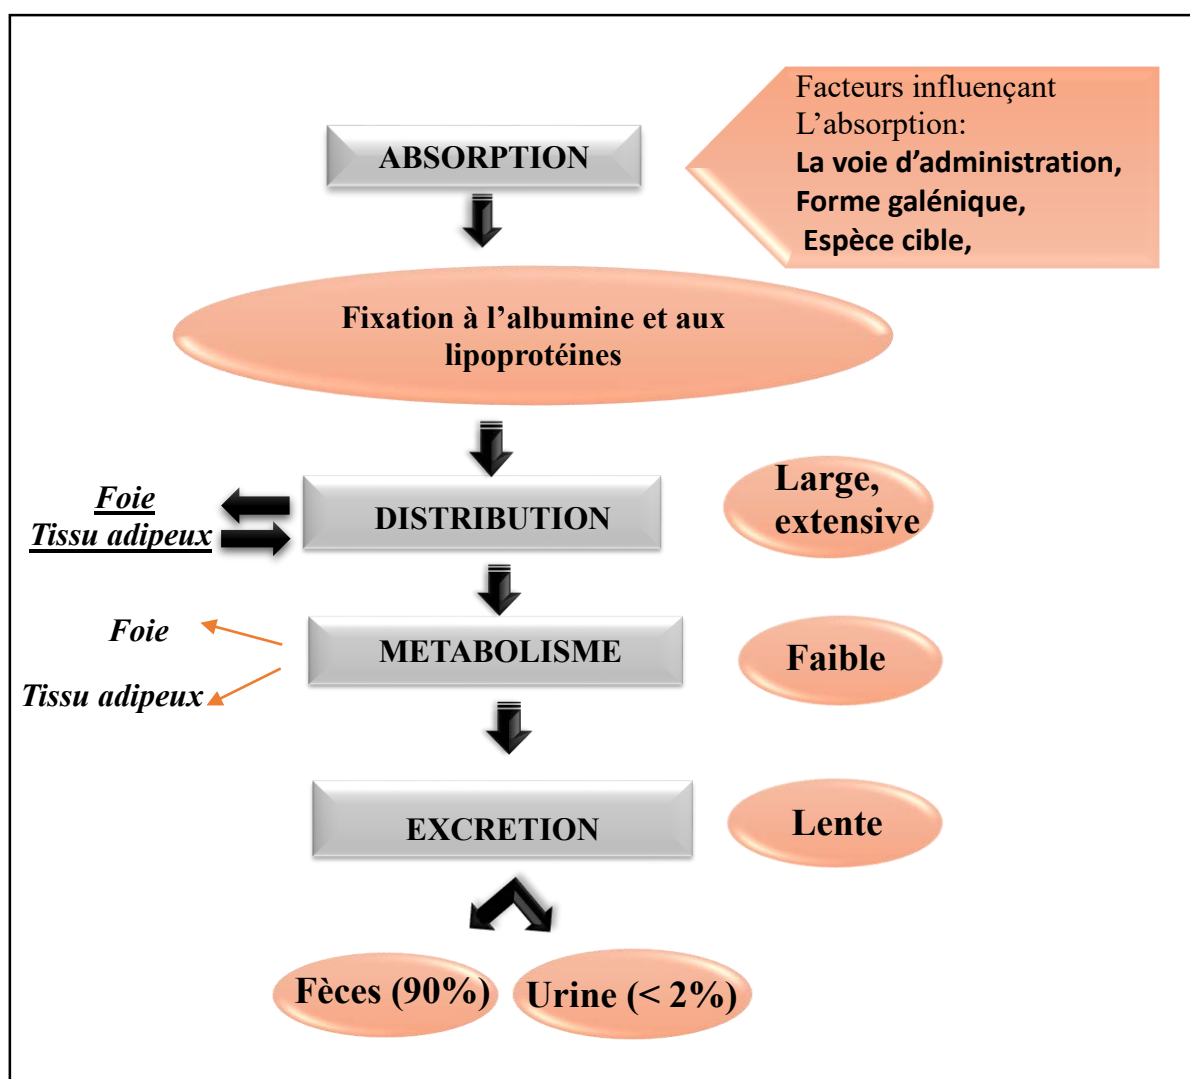 Facteurs influençant
L’absorption:
La voie d’administration,
Forme galénique,
Espèce cible,
ABSORPTION
Fixation à l’albumine et aux
lipoprotéines
Foie
Tissu adipeux
DISTRIBUTION
Large,
extensive
Foie
Tissu adipeux
METABOLISME
Faible
EXCRETION
Lente
Fèces (90%)
Urine (< 2%)